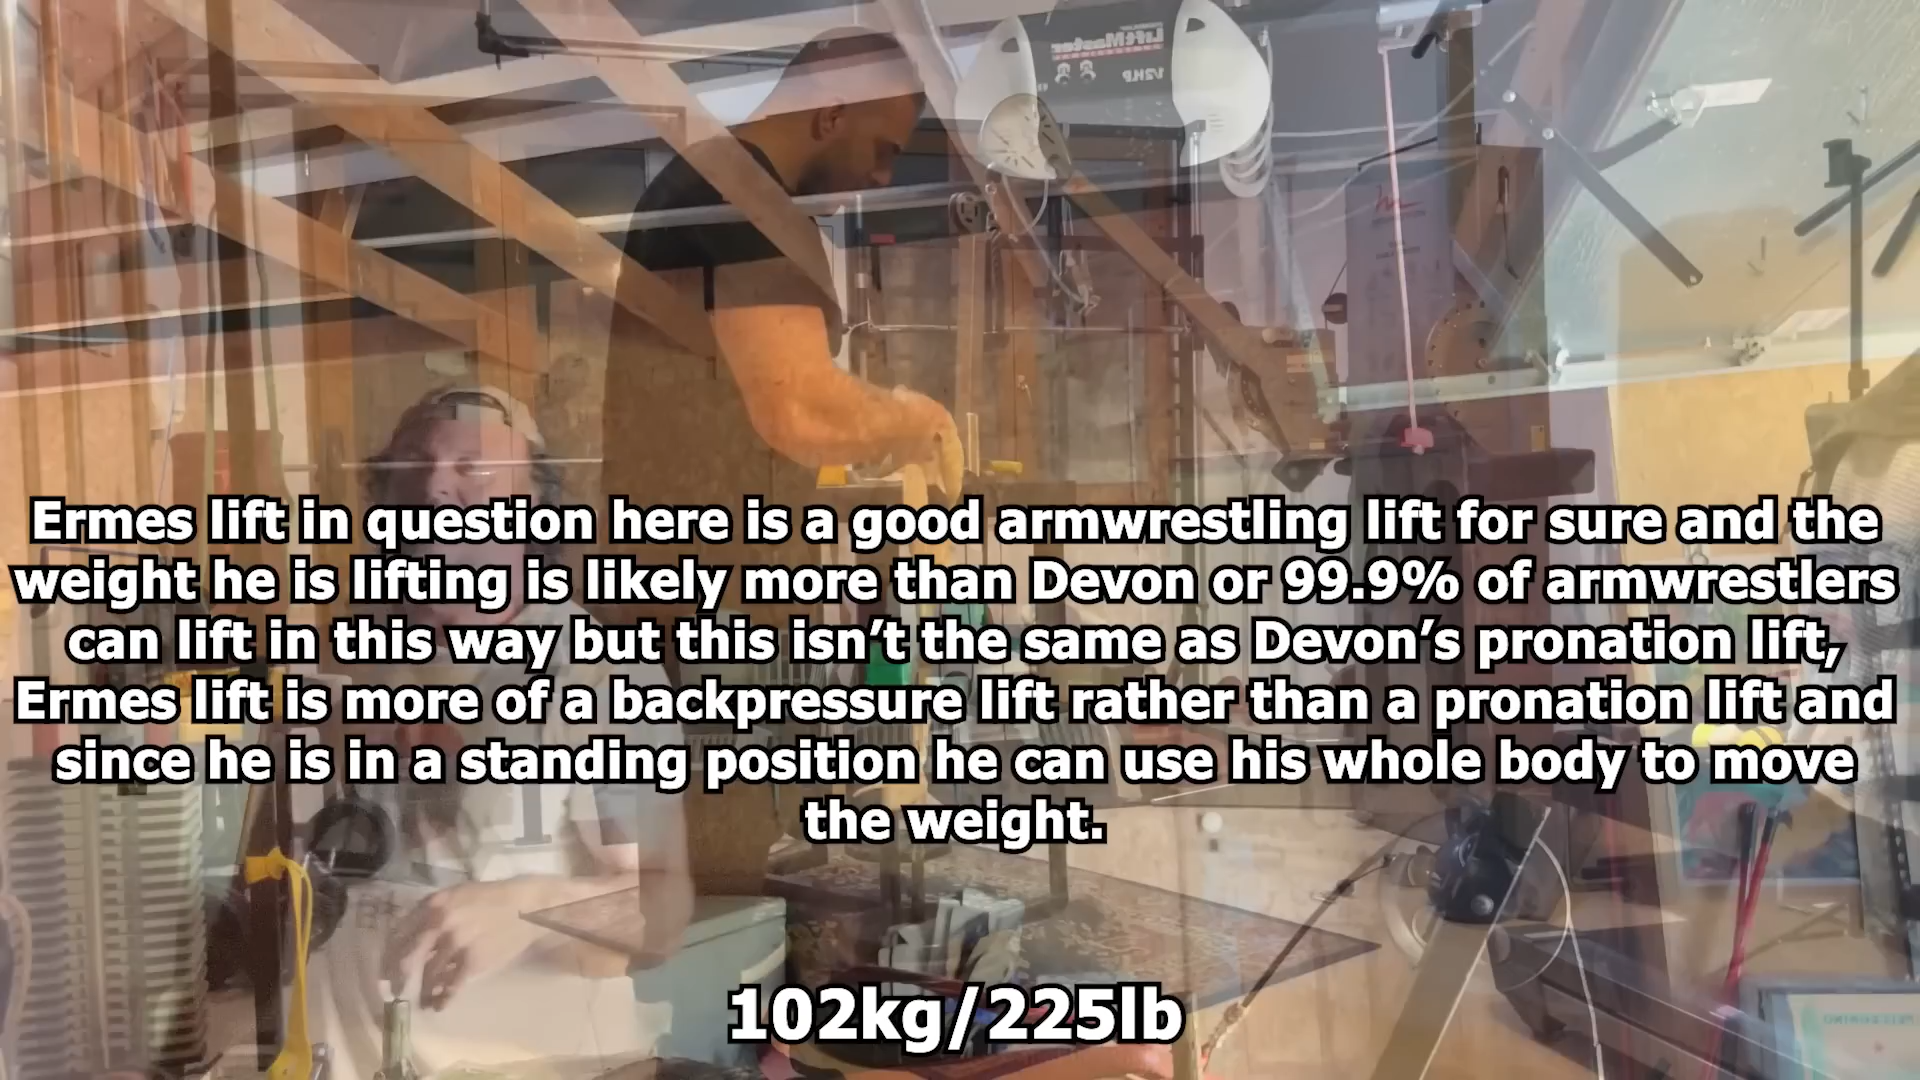 LiftMaster
1/2HP
Ermes lift in question here is a good armwrestling lift for sure and the
weight he is lifting is likely more than Devon or 99.9% of armwrestlers
can lift in this way but this isn’t the same as Devon’s pronation lift,
Ermes lift is more of a backpressure lift rather than a pronation lift and
since he is in a standing position he can use his whole body to move
the weight.
102kg/225lb